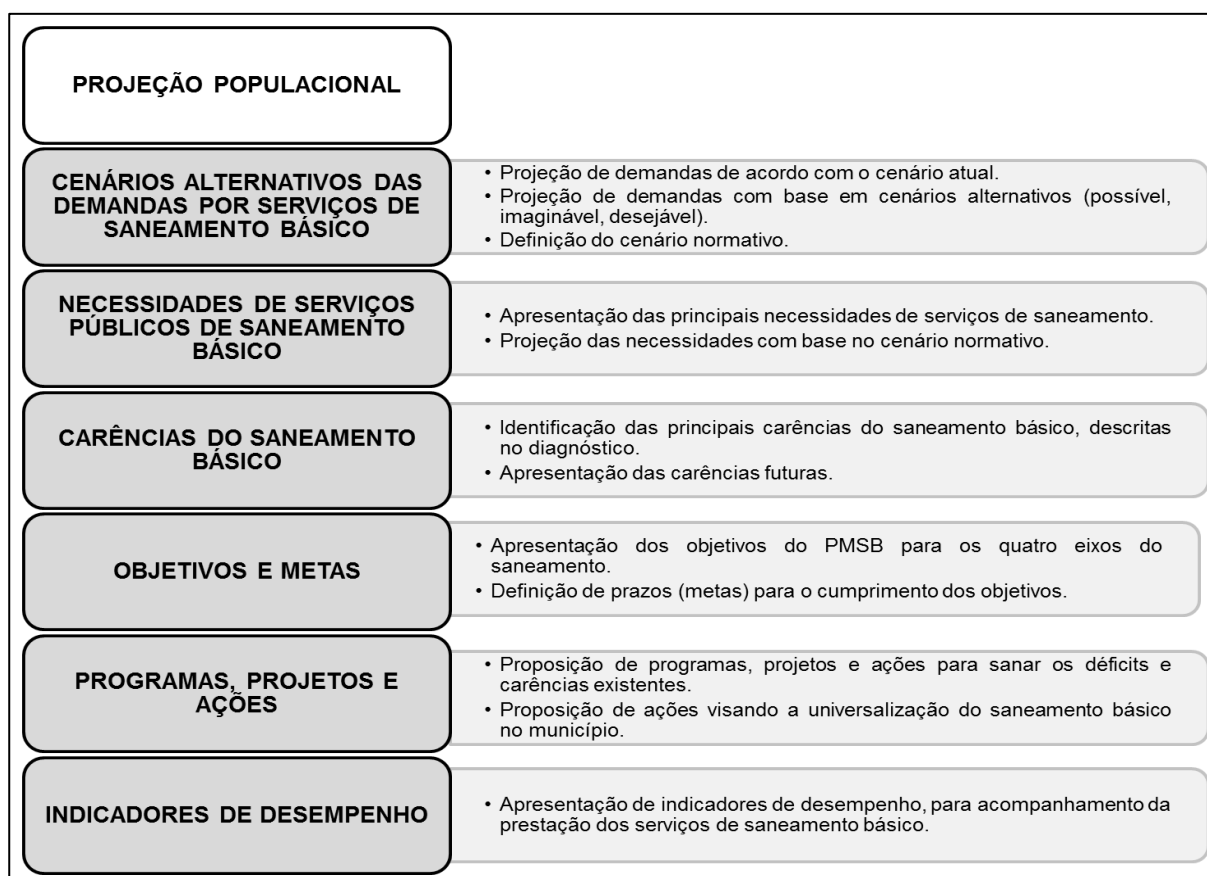 PROJEÇÃO POPULACIONAL
CENÁRIOS ALTERNATIVOS DAS
DEMANDAS POR SERVIÇOS DE
SANEAMENTO BÁSICO
• Projeção de demandas de acordo com o cenário atual.
• Projeção de demandas com base em cenários alternativos (possível,
imaginável, desejável).
• Definição do cenário normativo.
NECESSIDADES DE SERVIÇOS
PÚBLICOS DE SANEAMENTO
BÁSICO
• Apresentação das principais necessidades de serviços de saneamento.
• Projeção das necessidades com base no cenário normativo.
CARÊNCIAS DO SANEAMENTO
BÁSICO
• Identificação das principais carências do saneamento básico, descritas
no diagnóstico.
• Apresentação das carências futuras.
OBJETIVOS E METAS
• Apresentação dos objetivos do PMSB para os quatro eixos do
saneamento.
• Definição de prazos (metas) para o cumprimento dos objetivos.
PROGRAMAS, PROJETOS E
AÇÕES
• Proposição de programas, projetos e ações para sanar os déficits e
carências existentes.
• Proposição de ações visando a universalização do saneamento básico
no município.
INDICADORES DE DESEMPENHO
• Apresentação de indicadores de desempenho, para acompanhamento da
prestação dos serviços de saneamento básico.